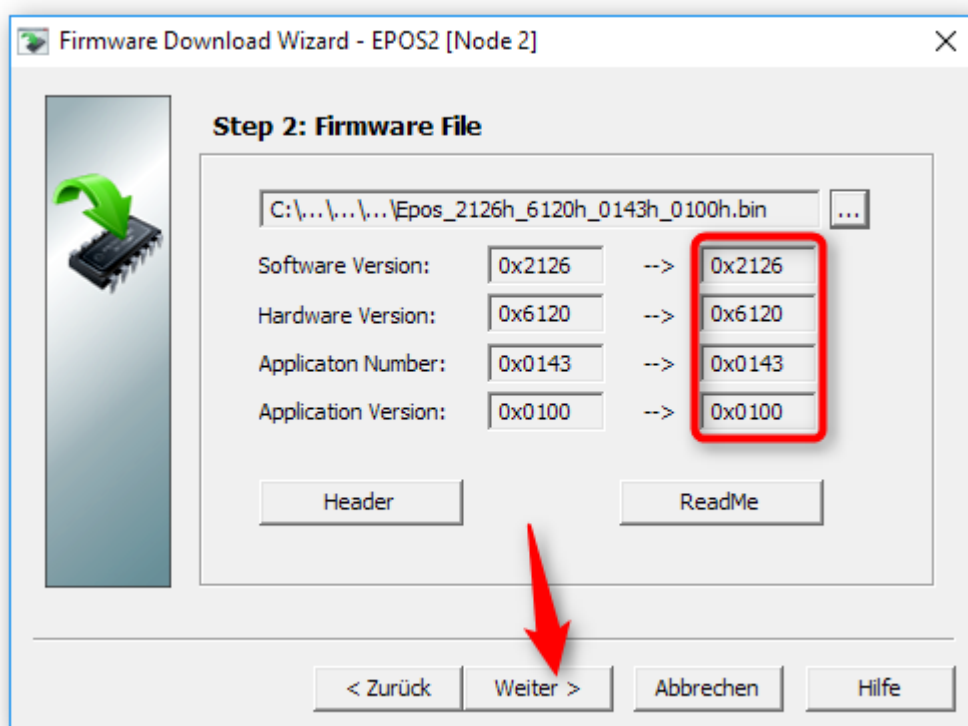 Firmware Download Wizard - EPOS2 [Node 2]
Step 2: Firmware File
C:\...\...\...\Epos_2126h_6120h_0143h_0100h.bin ...
Software Version: 0x2126 --> 0x2126
Hardware Version: 0x6120 --> 0x6120
Applicaton Number: 0x0143 --> 0x0143
Application Version: 0x0100 --> 0x0100
Header ReadMe
< Zurück Weiter > Abbrechen Hilfe